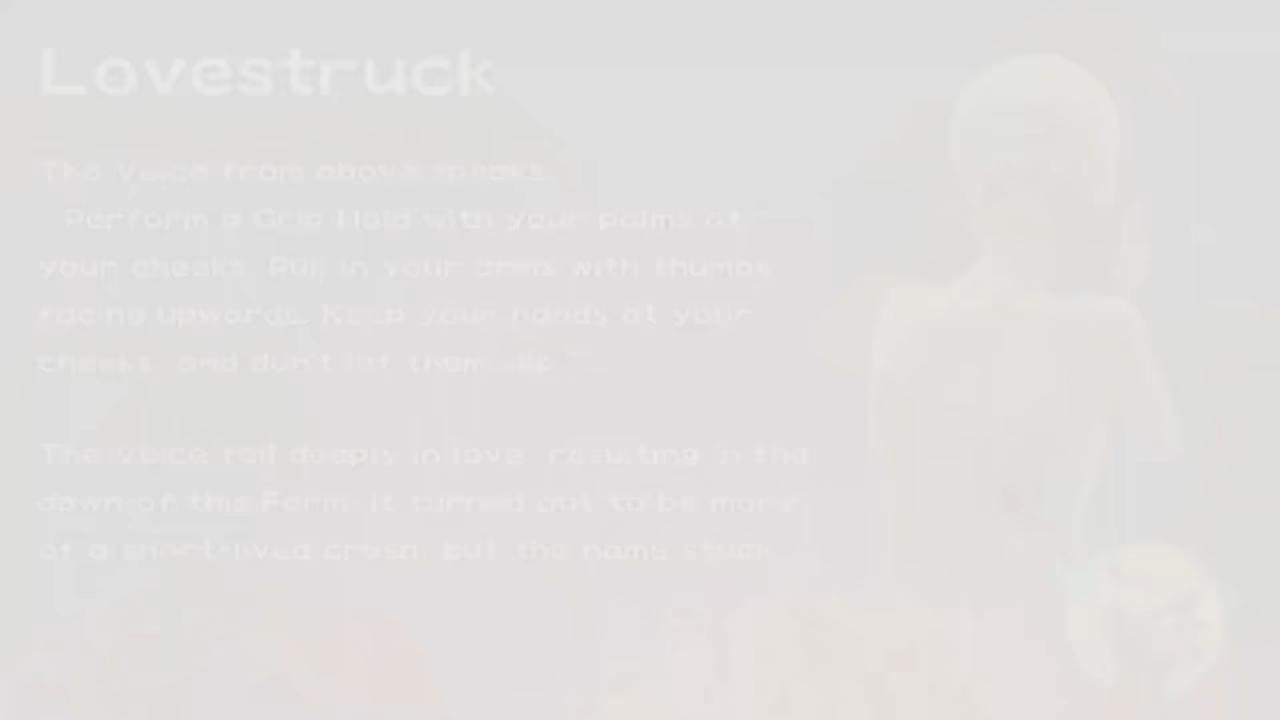 Lovestruck
The Voice from above speaks.
Perform a Grip Hold with your palms at
your cheeks. Pull in your arms with thumbs
facing upwards. Keep your hands at your
cheeks, and don't let them slip.
The Voice fell deeply in love, resulting in the
dawn of this Form. It turned out to be more
of a short-lived crush, but the name stuck.